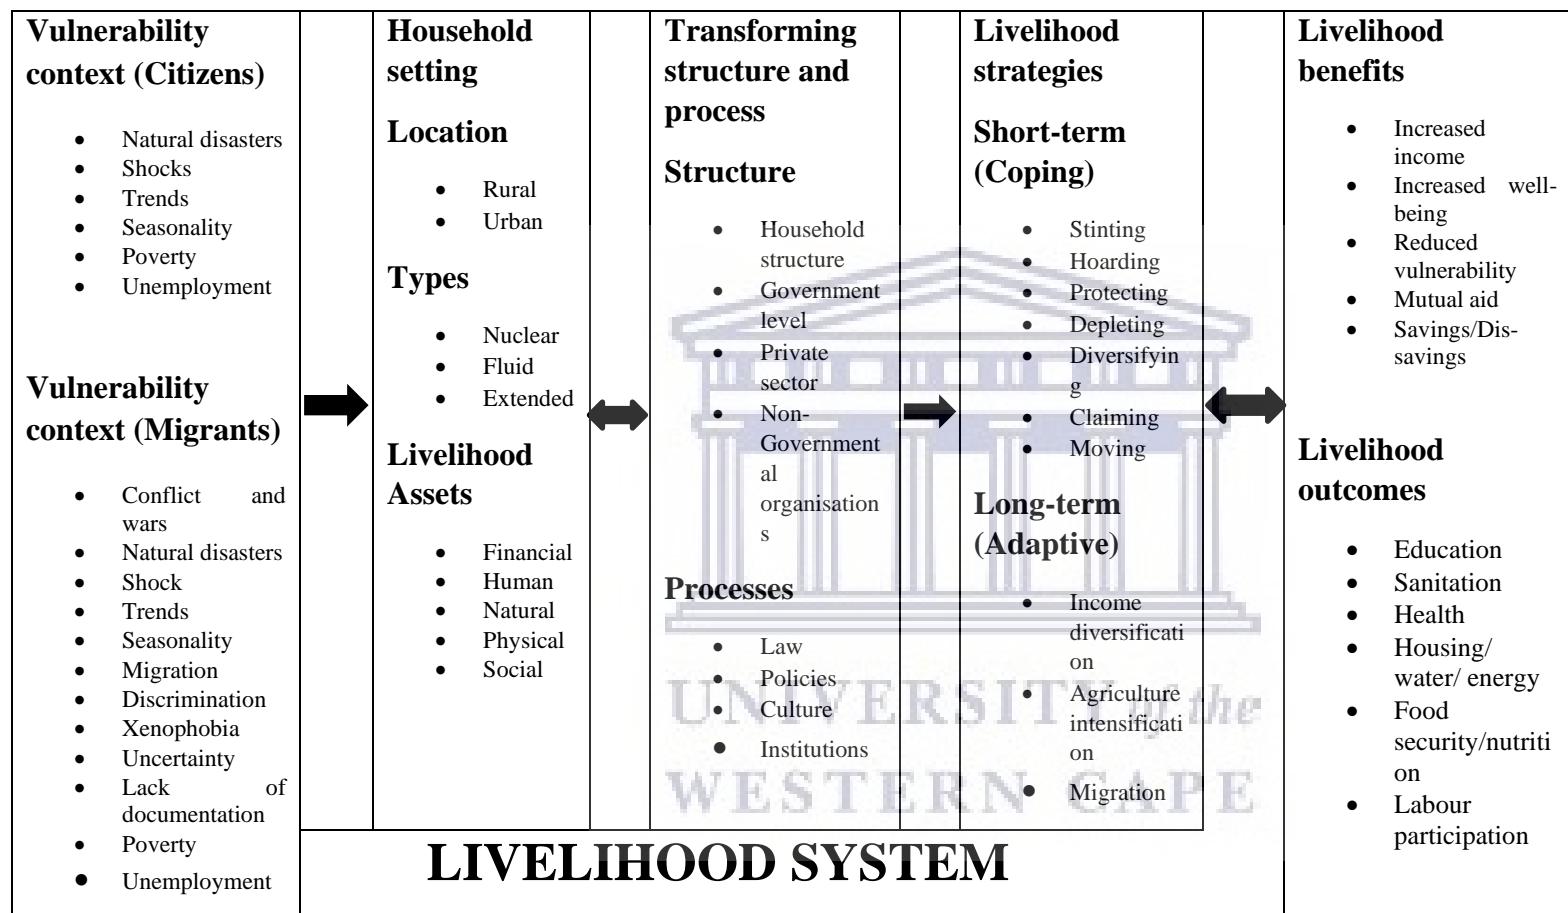 Vulnerability
context (Citizens)
• Natural disasters
• Shocks
• Trends
• Seasonality
• Poverty
• Unemployment
Vulnerability
context (Migrants)
• Conflict and
wars
• Natural disasters
• Shock
• Trends
• Seasonality
• Migration
• Discrimination
• Xenophobia
• Uncertainty
• Lack of
documentation
• Poverty
• Unemployment
Household
setting
Location
• Rural
• Urban
Types
• Nuclear
• Fluid
• Extended
Livelihood
Assets
• Financial
• Human
• Natural
• Physical
• Social
Transforming
structure and
process
Structure
• Household
structure
• Government
level
• Private
sector
• Non-
Government
al
organisation
s
Processes
• Law
• Policies
• Culture
• Institutions
Livelihood
strategies
Short-term
(Coping)
• Stinting
• Hoarding
• Protecting
• Depleting
• Diversifyin
g
• Claiming
• Moving
Long-term
(Adaptive)
• Income
diversificati
on
• Agriculture
intensificati
on
• Migration
Livelihood
benefits
• Increased
income
• Increased well-
being
• Reduced
vulnerability
• Mutual aid
• Savings/Dis-
savings
Livelihood
outcomes
• Education
• Sanitation
• Health
• Housing/
water/ energy
• Food
security/nutriti
on
• Labour
participation
LIVELIHOOD SYSTEM
UNIVERSITY of the
WESTERN CAPE